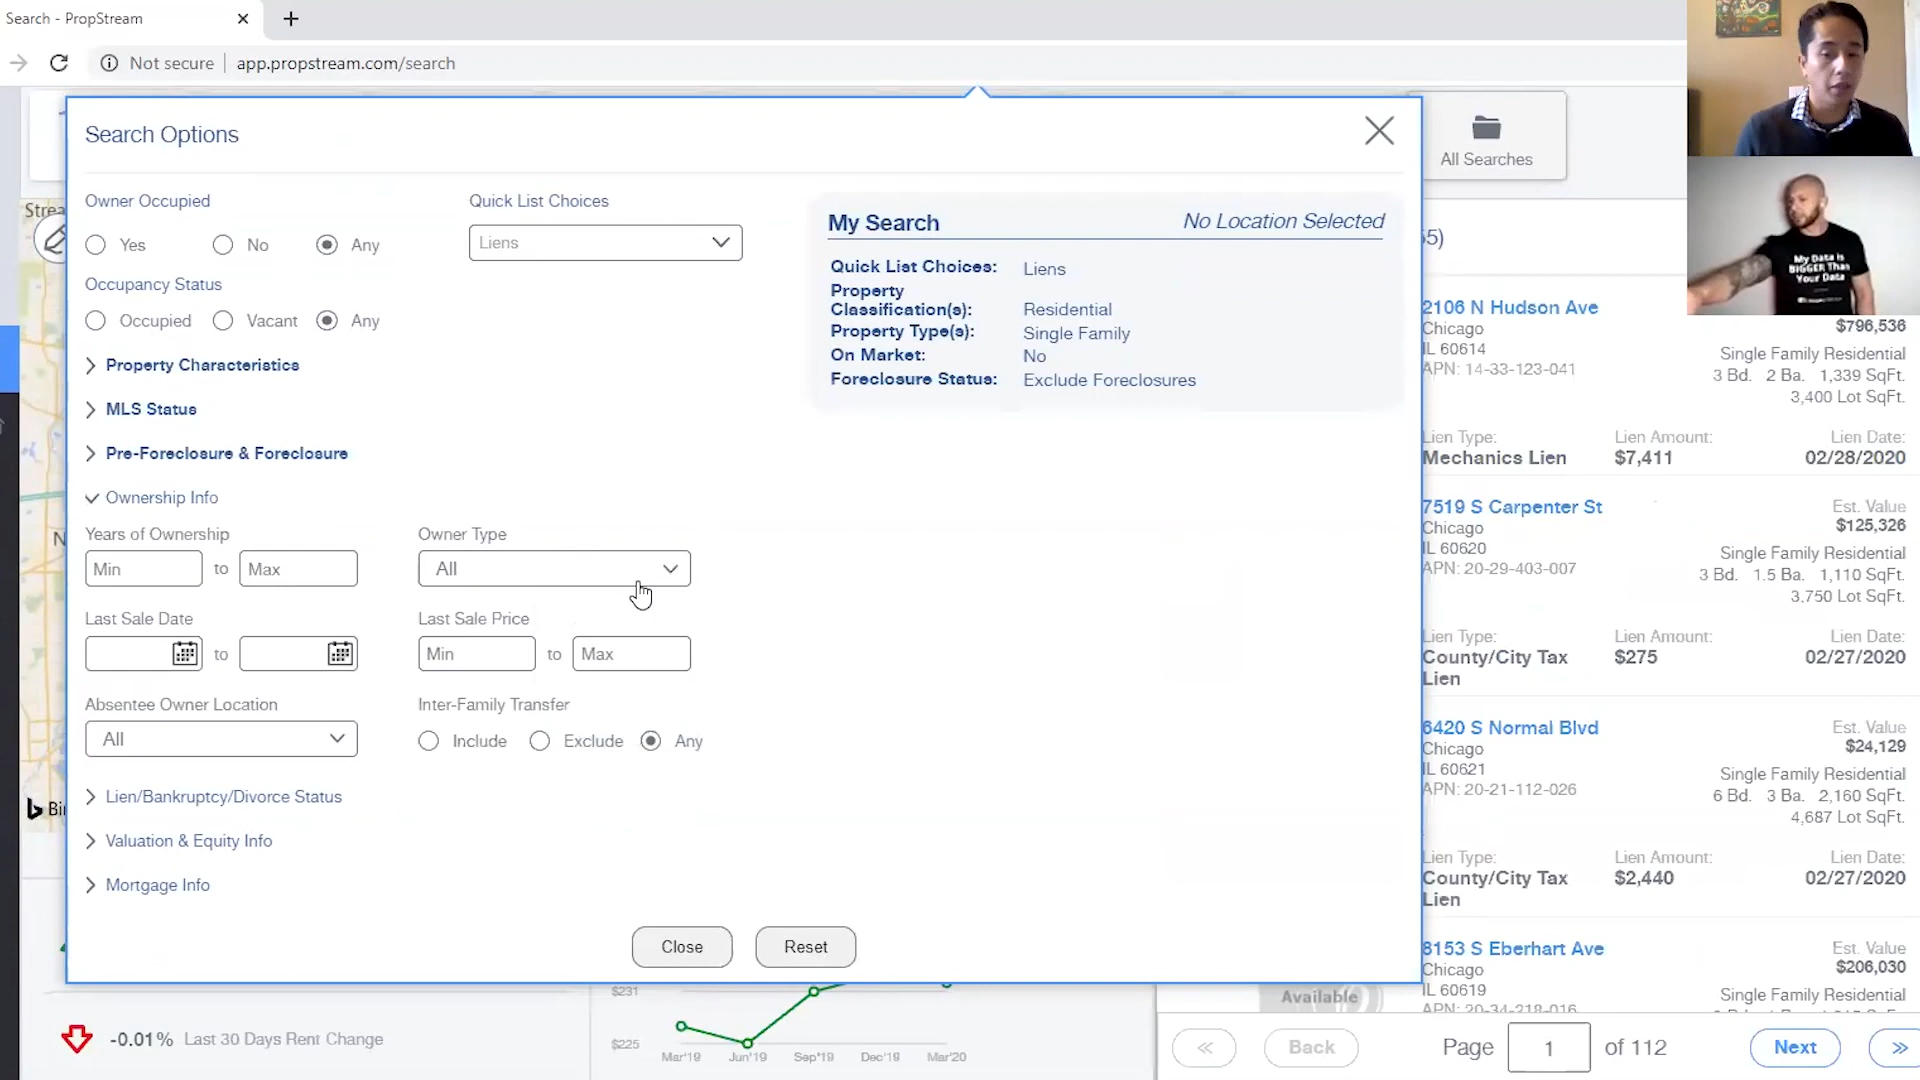 Search - PropStream
Not secure app.propstream.com/search
Search Options
All Searches
Owner Occupied
Yes No Any
Quick List Choices
Liens
Occupancy Status
Occupied Vacant Any
Property Characteristics
MLS Status
Pre-Foreclosure & Foreclosure
Ownership Info
Years of Ownership
Min to Max
Owner Type
All
Last Sale Date
to
Last Sale Price
Min to Max
Absentee Owner Location
All
Inter-Family Transfer
Include Exclude Any
Lien/Bankruptcy/Divorce Status
Valuation & Equity Info
Mortgage Info
Close Reset
My Search No Location Selected
Quick List Choices: Liens
Property
Classification(s): Residential
Property Type(s): Single Family
On Market: No
Foreclosure Status: Exclude Foreclosures
My Data is
BIGGER Than
Your Data
2106 N Hudson Ave
Chicago
IL 60614
APN: 14-33-123-041
$796,536
Single Family Residential
3 Bd. 2 Ba. 1,339 SqFt.
3,400 Lot SqFt.
Lien Type: Lien Amount: Lien Date:
Mechanics Lien $7,411 02/28/2020
7519 S Carpenter St
Chicago
IL 60620
APN: 20-29-403-007
Est. Value
$125,326
Single Family Residential
3 Bd. 1.5 Ba. 1,110 SqFt.
3,750 Lot SqFt.
Lien Type: Lien Amount: Lien Date:
County/City Tax $275 02/27/2020
Lien
6420 S Normal Blvd
Chicago
IL 60621
APN: 20-21-112-026
Est. Value
$24,129
Single Family Residential
6 Bd. 3 Ba. 2,160 SqFt.
4,687 Lot SqFt.
Lien Type: Lien Amount: Lien Date:
County/City Tax $2,440 02/27/2020
Lien
8153 S Eberhart Ave
Chicago
IL 60619
APN: 20-34-218-016
Est. Value
$206,030
Single Family Residential
Available
-0.01% Last 30 Days Rent Change
$231
$225
Mar'19 Jun'19 Sep'19 Dec'19 Mar'20
Back Page 1 of 112 Next